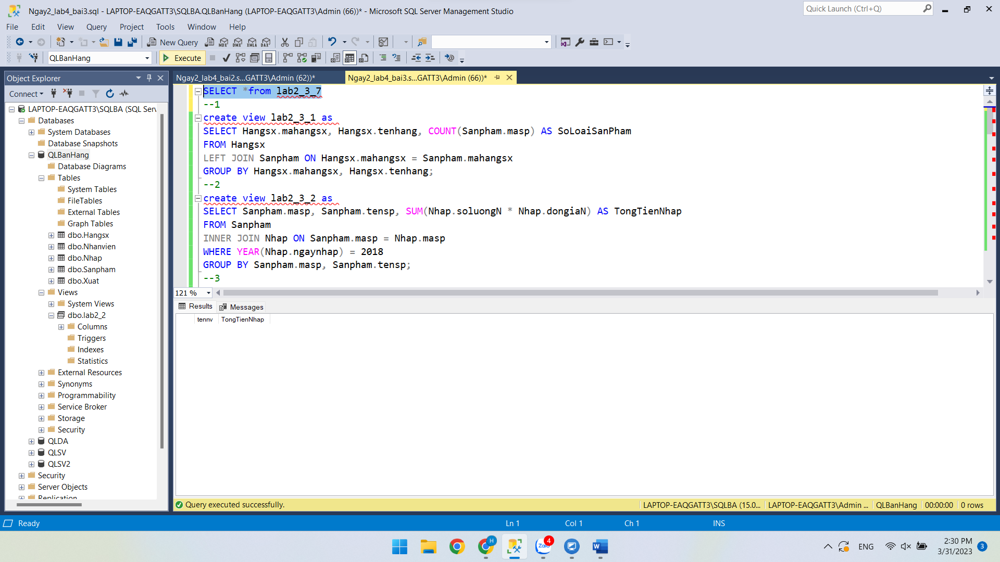 Ngay2_lab4_bai3.sql - LAPTOP-EAQGATT3\SQLBA.QLBanHang (LAPTOP-EAQGATT3\Admin (66))* - Microsoft SQL Server Management Studio
Quick Launch (Ctrl+Q)
File Edit View Query Project Tools Window Help
New Query
MDX DMX XMLA DAX
QLBanHang
Execute
Object Explorer
Ngay2_lab4_bai2.s...GATT3\Admin (62))*
Ngay2_lab4_bai3.s...GATT3\Admin (66))*
Connect
LAPTOP-EAQGATT3\SQLBA (SQL Serv
Databases
System Databases
Database Snapshots
QLBanHang
Database Diagrams
Tables
System Tables
FileTables
External Tables
Graph Tables
dbo.Hangsx
dbo.Nhanvien
dbo.Nhap
dbo.Sanpham
dbo.Xuat
Views
System Views
dbo.lab2_2
Columns
Triggers
Indexes
Statistics
External Resources
Synonyms
Programmability
Service Broker
Storage
Security
QLDA
QLSV
QLSV2
Security
Server Objects
Replication
SELECT *from lab2_3_7
--1
create view lab2_3_1 as
SELECT Hangsx.mahangsx, Hangsx.tenhang, COUNT(Sanpham.masp) AS SoLoaiSanPham
FROM Hangsx
LEFT JOIN Sanpham ON Hangsx.mahangsx = Sanpham.mahangsx
GROUP BY Hangsx.mahangsx, Hangsx.tenhang;
--2
create view lab2_3_2 as
SELECT Sanpham.masp, Sanpham.tensp, SUM(Nhap.soluongN * Nhap.dongiaN) AS TongTienNhap
FROM Sanpham
INNER JOIN Nhap ON Sanpham.masp = Nhap.masp
WHERE YEAR(Nhap.ngaynhap) = 2018
GROUP BY Sanpham.masp, Sanpham.tensp;
--3
121 %
Results Messages
tennv TongTienNhap
Query executed successfully.
LAPTOP-EAQGATT3\SQLBA (15.0... LAPTOP-EAQGATT3\Admin ... QLBanHang 00:00:00 0 rows
Ready Ln 1 Col 1 Ch 1 INS
H
Zalo
4
W
ENG
2:30 PM
3/31/2023
3